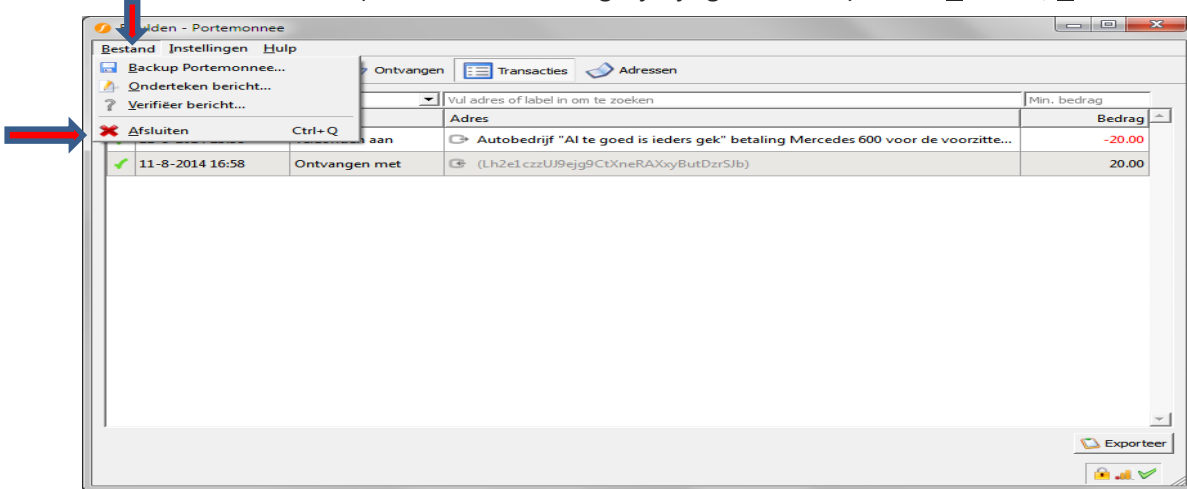 lden - Portemonnee
Bestand Instellingen Hulp
Backup Portemonnee...
Onderteken bericht...
Verifiëer bericht...
Afsluiten Ctrl+Q
Ontvangen Transacties Adressen
Vul adres of label in om te zoeken Min. bedrag
Adres Bedrag
aan Autobedrijf "Al te goed is ieders gek" betaling Mercedes 600 voor de voorzitte... -20.00
11-8-2014 16:58 Ontvangen met (Lh2e1czzUJ9ejg9CtXneRAXxyButDzrSJb) 20.00
Exporteer